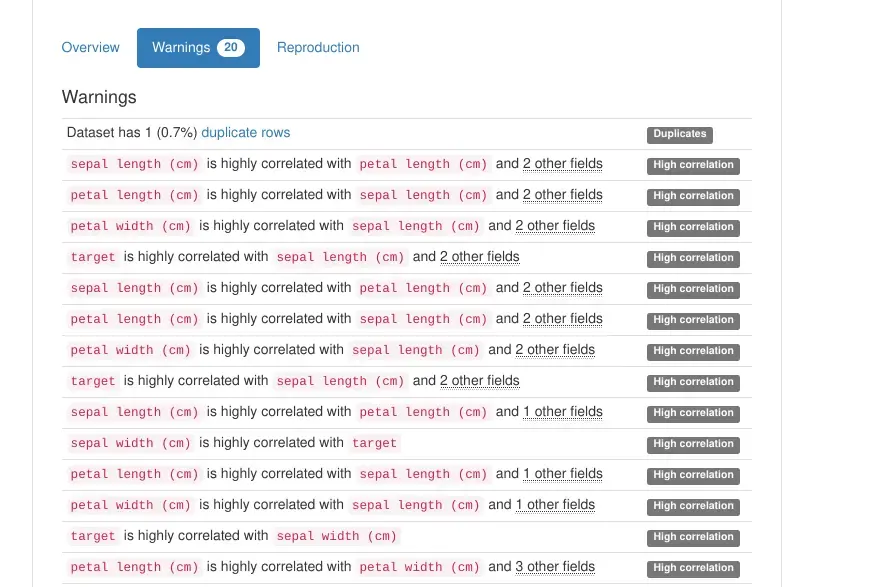 Overview Warnings 20 Reproduction
Warnings
Dataset has 1 (0.7%) duplicate rows Duplicates
sepal length (cm) is highly correlated with petal length (cm) and 2 other fields High correlation
petal length (cm) is highly correlated with sepal length (cm) and 2 other fields High correlation
petal width (cm) is highly correlated with sepal length (cm) and 2 other fields High correlation
target is highly correlated with sepal length (cm) and 2 other fields High correlation
sepal length (cm) is highly correlated with petal length (cm) and 2 other fields High correlation
petal length (cm) is highly correlated with sepal length (cm) and 2 other fields High correlation
petal width (cm) is highly correlated with sepal length (cm) and 2 other fields High correlation
target is highly correlated with sepal length (cm) and 2 other fields High correlation
sepal length (cm) is highly correlated with petal length (cm) and 1 other fields High correlation
sepal width (cm) is highly correlated with target High correlation
petal length (cm) is highly correlated with sepal length (cm) and 1 other fields High correlation
petal width (cm) is highly correlated with sepal length (cm) and 1 other fields High correlation
target is highly correlated with sepal width (cm) High correlation
petal length (cm) is highly correlated with petal width (cm) and 3 other fields High correlation